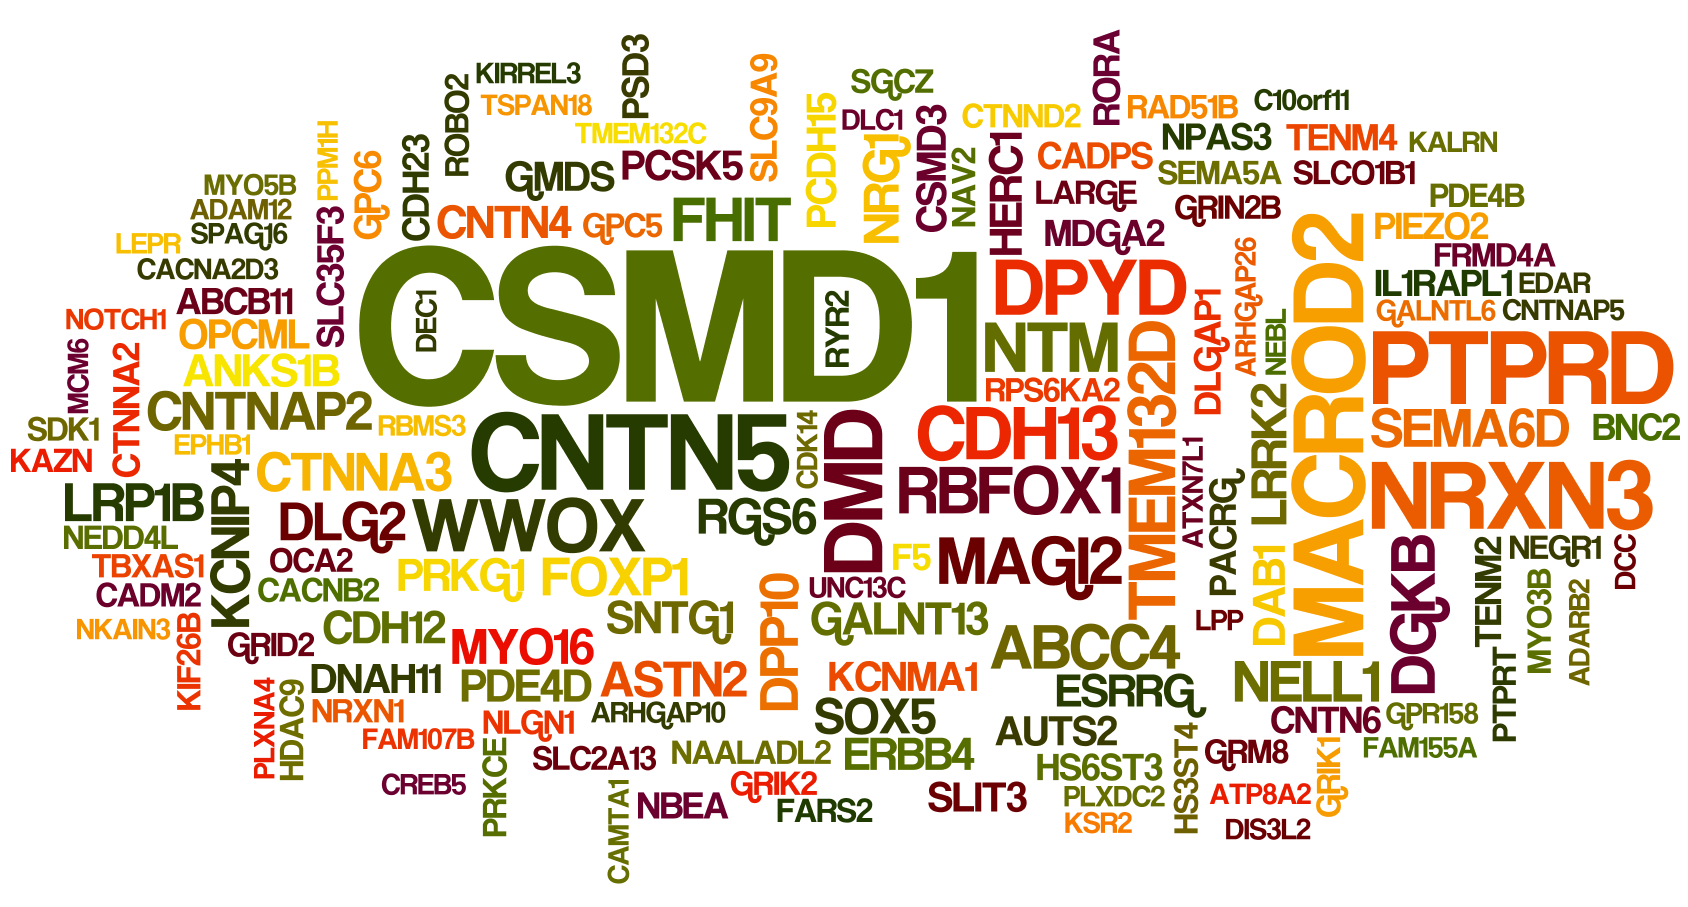 KIRREL3
PSD3
SLC9A9
SGCZ
RORA
ROBO2
TSPAN18
PCDH15
DLC1
CSMD3
CTNND2
RAD51B
C10orf11
PPM1H
CDH23
TMEM132C
NRG1
HERC1
NPAS3
TENM4
KALRN
GPC6
GMDS
PCSK5
NAV2
CADPS
SEMA5A
SLCO1B1
MYO5B
LARGE
PDE4B
ADAM12
SPAG16
SLC35F3
CNTN4
GPC5
FHIT
MDGA2
GRIN2B
MACROD2
PIEZO2
LEPR
ARHGAP26
FRMD4A
CACNA2D3
CSMD1
DEC1
RYR2
DPYD
IL1RAPL1
EDAR
ABCB11
DLGAP1
NEBL
GALNTL6
CNTNAP5
NOTCH1
OPCML
NTM
TMEM132D
PTPRD
MCM6
CTNNA2
ANKS1B
RPS6KA2
LRRK2
CNTNAP2
RBMS3
CNTN5
CDK14
DMD
CDH13
SEMA6D
BNC2
SDK1
EPHB1
ATXN7L1
KAZN
CTNNA3
RBFOX1
PACRG
NRXN3
LRP1B
KCNIP4
DLG2
WWOX
RGS6
NEDD4L
OCA2
F5
MAGI2
DAB1
DGKB
TENM2
NEGR1
DCC
TBXAS1
CACNB2
PRKG1
FOXP1
DPP10
UNC13C
MYO3B
ADARB2
CADM2
SNTG1
GALNT13
LPP
NKAIN3
KIF26B
GRID2
CDH12
MYO16
ABCC4
PTPRT
PLXNA4
HDAC9
DNAH11
PDE4D
ASTN2
KCNMA1
ESRRG
NELL1
NRXN1
NLGN1
ARHGAP10
SOX5
AUTS2
CNTN6
GPR158
FAM107B
PRKCE
SLC2A13
NAALADL2
ERBB4
HS6ST3
HS3ST4
GRM8
GRIK1
FAM155A
CREB5
CAMTA1
NBEA
GRIK2
FARS2
SLIT3
PLXDC2
ATP8A2
KSR2
DIS3L2